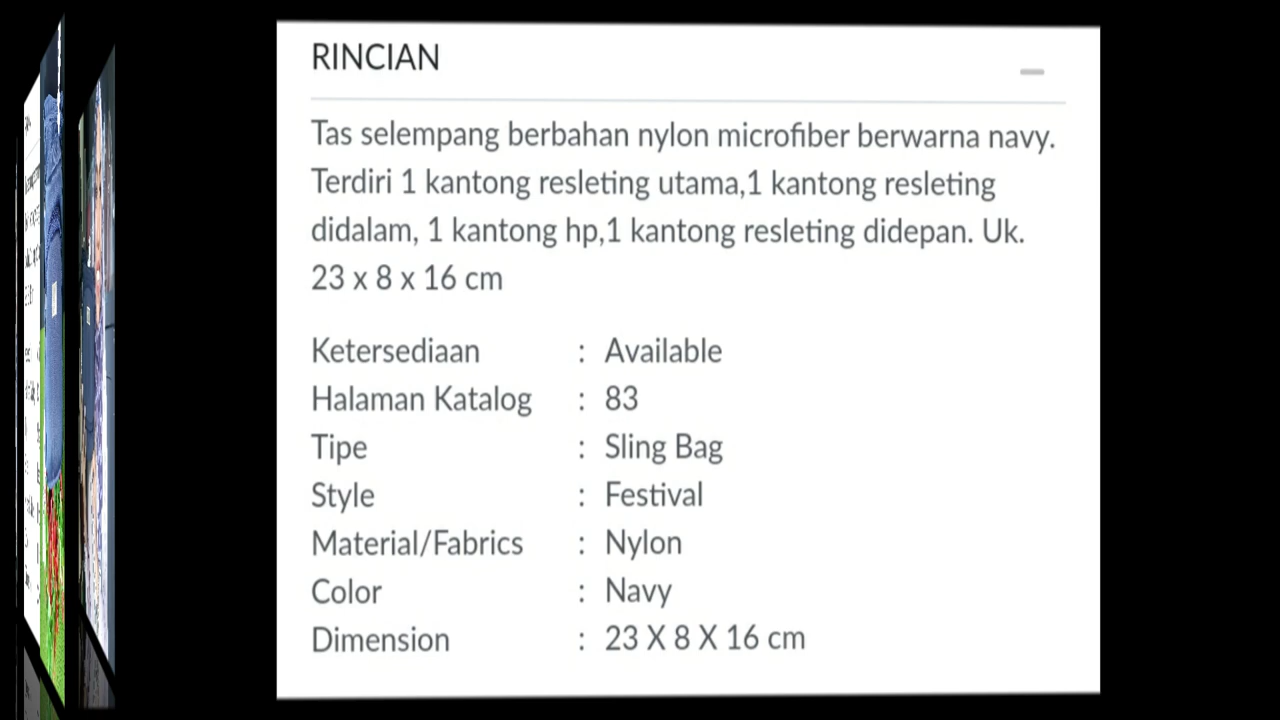 RINCIAN
Tas selempang berbahan nylon microfiber berwarna navy.
Terdiri 1 kantong resleting utama,1 kantong resleting
didalam, 1 kantong hp,1 kantong resleting didepan. Uk.
23 x 8 x 16 cm
Ketersediaan : Available
Halaman Katalog : 83
Tipe : Sling Bag
Style : Festival
Material/Fabrics : Nylon
Color : Navy
Dimension : 23 X 8 X 16 cm